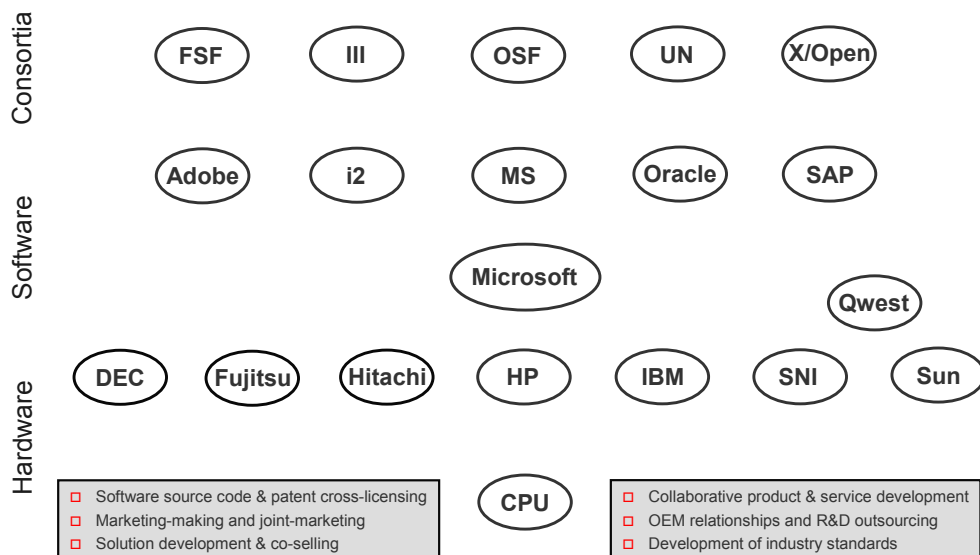 Consortia
FSF
III
OSF
UN
X/Open
Software
Adobe
i2
MS
Oracle
SAP
Microsoft
Qwest
Hardware
DEC
Fujitsu
Hitachi
HP
IBM
SNI
Sun
CPU
Software source code & patent cross-licensing
Marketing-making and joint-marketing
Solution development & co-selling
Collaborative product & service development
OEM relationships and R&D outsourcing
Development of industry standards